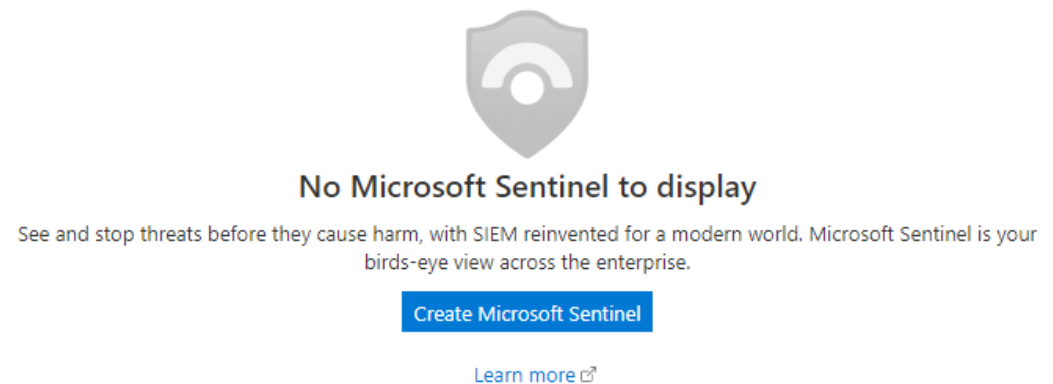 No Microsoft Sentinel to display
See and stop threats before they cause harm, with SIEM reinvented for a modern world. Microsoft Sentinel is your
birds-eye view across the enterprise.
Create Microsoft Sentinel
Learn more